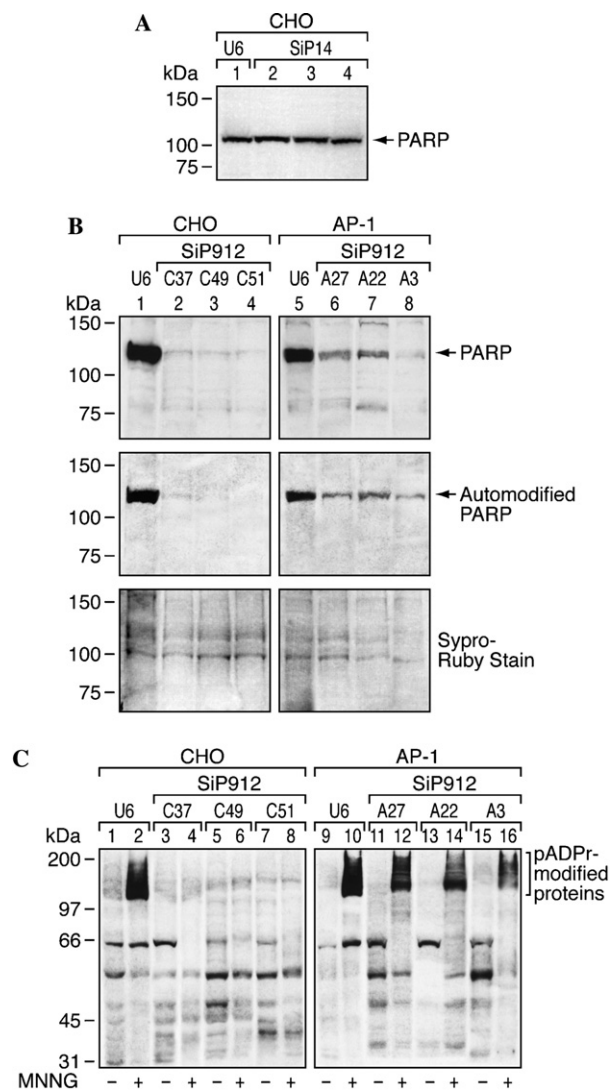 A
CHO
U6 SiP14
kDa 1 2 3 4
150
100
75
PARP
B
CHO AP-1
SiP912 SiP912
U6 C37 C49 C51 U6 A27 A22 A3
1 2 3 4 5 6 7 8
kDa
150
100
75
PARP
150
100
75
Automodified
PARP
150
100
75
Sypro-
Ruby Stain
C
CHO AP-1
SiP912 SiP912
U6 C37 C49 C51 U6 A27 A22 A3
kDa 1 2 3 4 5 6 7 8 9 10 11 12 13 14 15 16
200
97
66
45
31
pADPr-
modified
proteins
MNNG – + – + – + – + – + – + – + – +